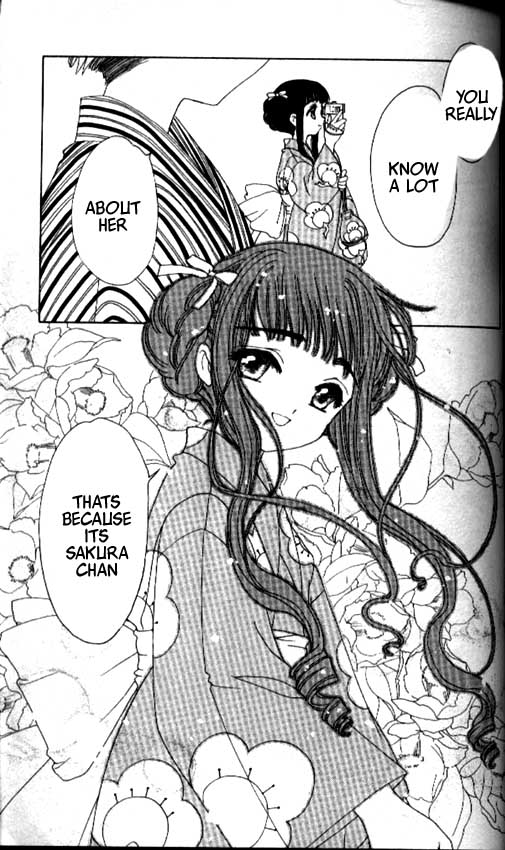 YOU
REALLY
KNOW
A LOT
ABOUT
HER
THATS
BECAUSE
ITS
SAKURA
CHAN